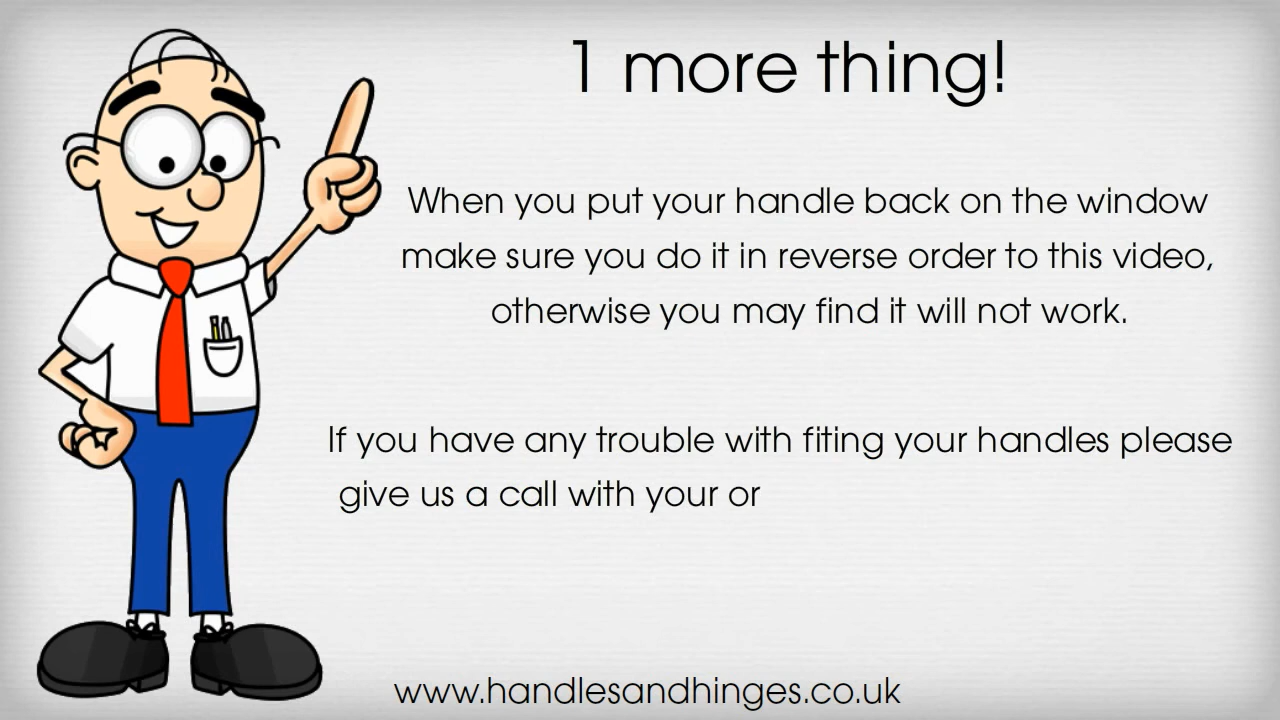 1 more thing!
When you put your handle back on the window
make sure you do it in reverse order to this video,
otherwise you may find it will not work.
If you have any trouble with fiting your handles please
give us a call with your or
www.handlesandhinges.co.uk